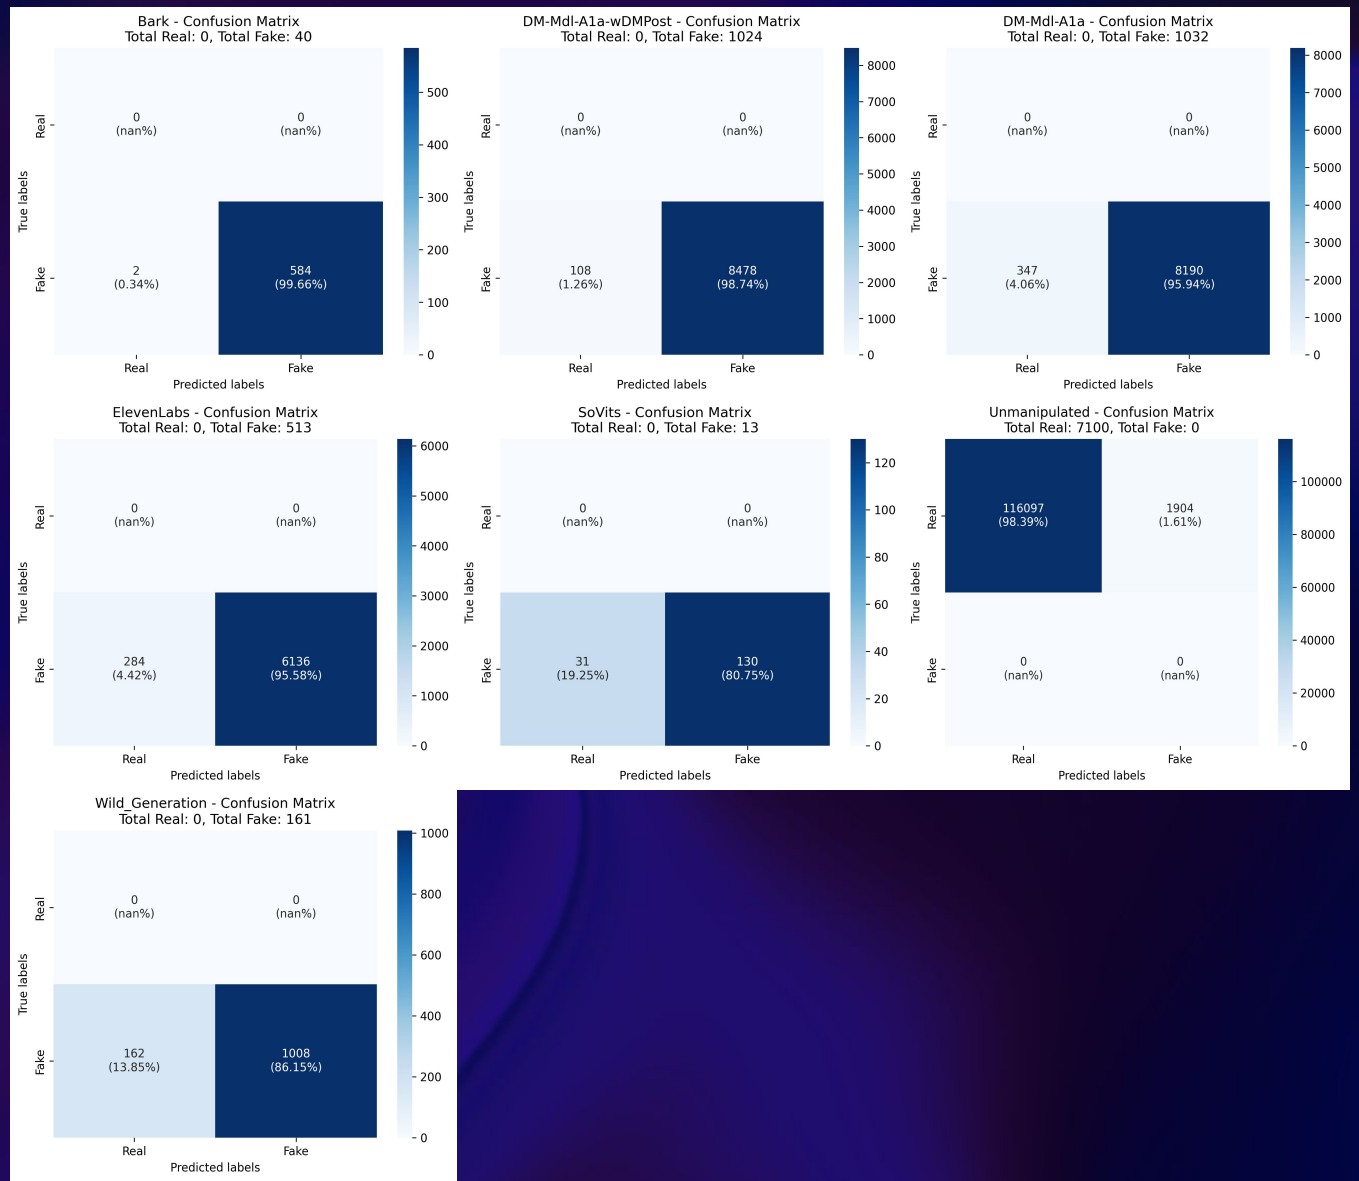 Bark - Confusion Matrix
Total Real: 0, Total Fake: 40
0
(nan%)
0
(nan%)
2
(0.34%)
584
(99.66%)
Real
Fake
True labels
Real
Fake
Predicted labels
500
400
300
200
100
0
DM-Mdl-A1a-wDMPost - Confusion Matrix
Total Real: 0, Total Fake: 1024
0
(nan%)
0
(nan%)
108
(1.26%)
8478
(98.74%)
Real
Fake
True labels
Real
Fake
Predicted labels
8000
7000
6000
5000
4000
3000
2000
1000
0
DM-Mdl-A1a - Confusion Matrix
Total Real: 0, Total Fake: 1032
0
(nan%)
0
(nan%)
347
(4.06%)
8190
(95.94%)
Real
Fake
True labels
Real
Fake
Predicted labels
8000
7000
6000
5000
4000
3000
2000
1000
0
ElevenLabs - Confusion Matrix
Total Real: 0, Total Fake: 513
0
(nan%)
0
(nan%)
284
(4.42%)
6136
(95.58%)
Real
Fake
True labels
Real
Fake
Predicted labels
6000
5000
4000
3000
2000
1000
0
SoVits - Confusion Matrix
Total Real: 0, Total Fake: 13
0
(nan%)
0
(nan%)
31
(19.25%)
130
(80.75%)
Real
Fake
True labels
Real
Fake
Predicted labels
120
100
80
60
40
20
0
Unmanipulated - Confusion Matrix
Total Real: 7100, Total Fake: 0
116097
(98.39%)
1904
(1.61%)
0
(nan%)
0
(nan%)
Real
Fake
True labels
Real
Fake
Predicted labels
100000
80000
60000
40000
20000
0
Wild_Generation - Confusion Matrix
Total Real: 0, Total Fake: 161
0
(nan%)
0
(nan%)
162
(13.85%)
1008
(86.15%)
Real
Fake
True labels
Real
Fake
Predicted labels
1000
800
600
400
200
0